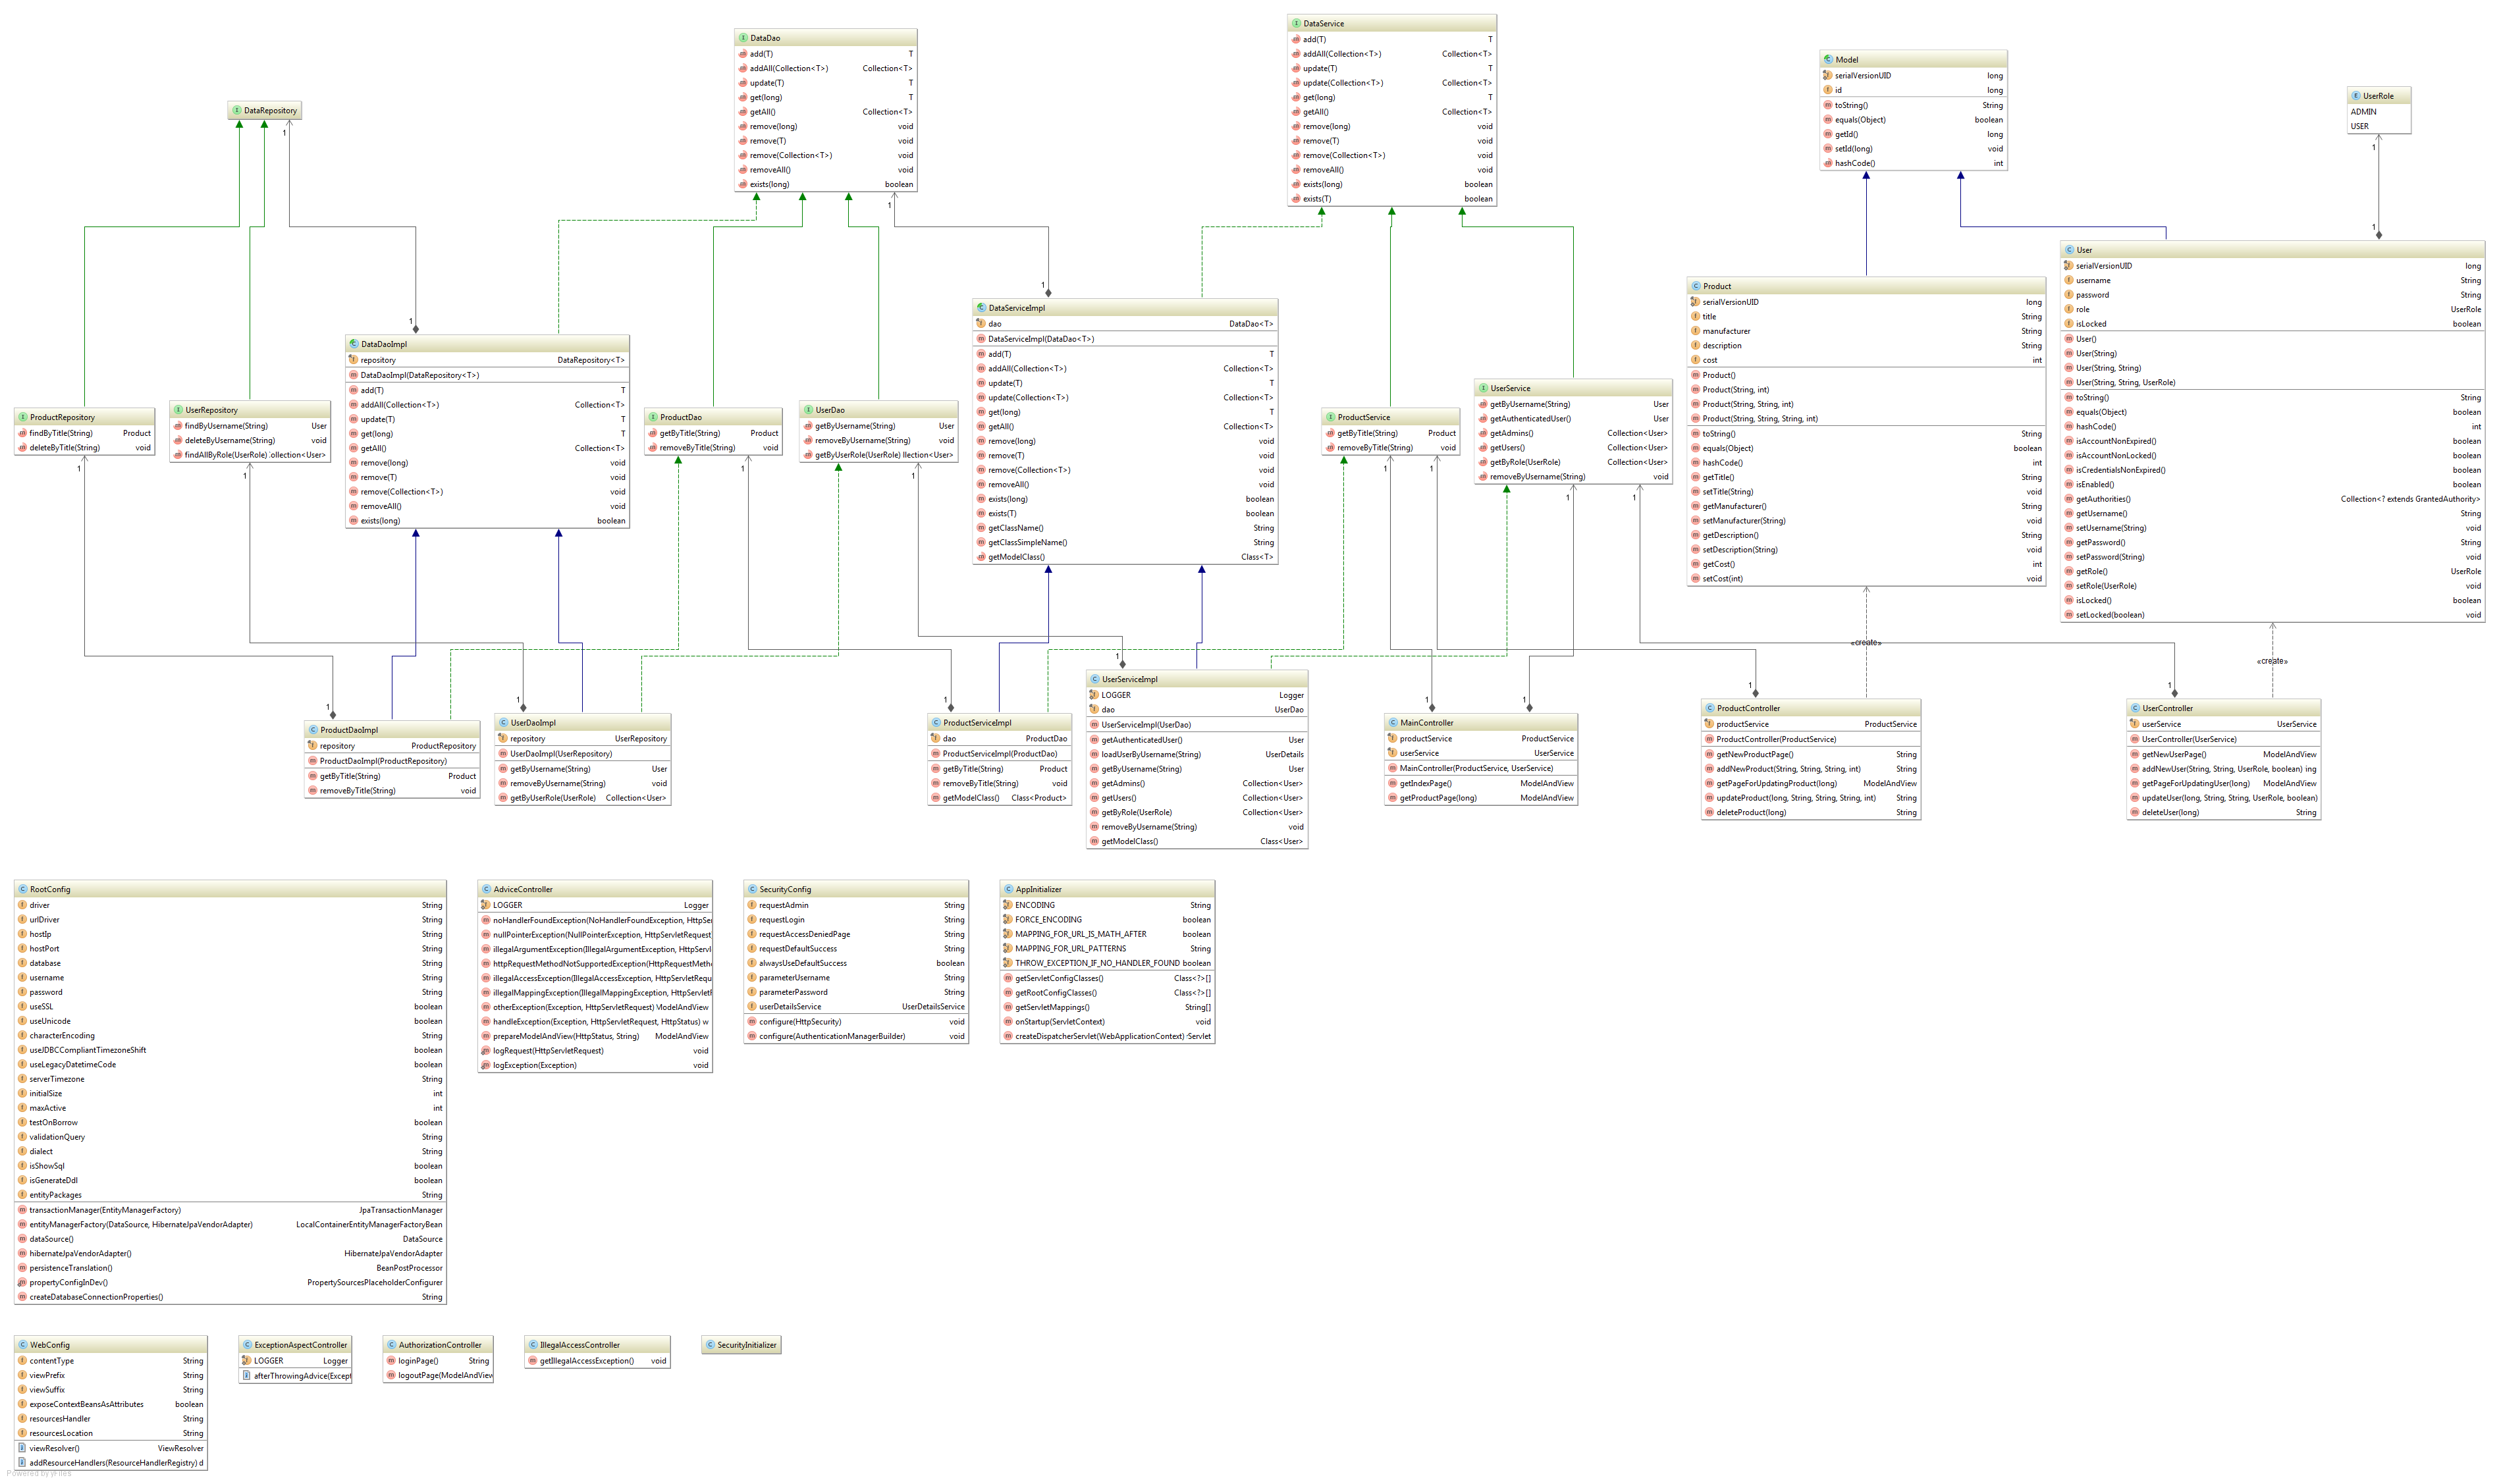 DataDao
add(T) T
addAll(Collection<T>) Collection<T>
update(T) T
get(long) T
getAll() Collection<T>
remove(long) void
remove(T) void
remove(Collection<T>) void
removeAll() void
exists(long) boolean
DataService
add(T) T
addAll(Collection<T>) Collection<T>
update(T) T
update(Collection<T>) Collection<T>
get(long) T
getAll() Collection<T>
remove(long) void
remove(T) void
remove(Collection<T>) void
removeAll() void
exists(long) boolean
exists(T) boolean
Model
serialVersionUID long
id long
toString() String
equals(Object) boolean
getId() long
setId(long) void
hashCode() int
UserRole
ADMIN
USER
DataRepository
1
1
1
1
1
1
1
User
serialVersionUID long
username String
password String
role UserRole
isLocked boolean
User()
User(String)
User(String, String)
User(String, String, UserRole)
toString() String
equals(Object) boolean
hashCode() int
isAccountNonExpired() boolean
isAccountNonLocked() boolean
isCredentialsNonExpired() boolean
isEnabled() boolean
getAuthorities() Collection<? extends GrantedAuthority>
getUsername() String
setUsername(String) void
getPassword() String
setPassword(String) void
getRole() UserRole
setRole(UserRole) void
isLocked() boolean
setLocked(boolean) void
Product
serialVersionUID long
title String
manufacturer String
description String
cost int
Product()
Product(String, int)
Product(String, String, int)
Product(String, String, String, int)
toString() String
equals(Object) boolean
hashCode() int
getTitle() String
setTitle(String) void
getManufacturer() String
setManufacturer(String) void
getDescription() String
setDescription(String) void
getCost() int
setCost(int) void
DataServiceImpl
dao DataDao<T>
DataServiceImpl(DataDao<T>)
add(T) T
addAll(Collection<T>) Collection<T>
update(T) T
update(Collection<T>) Collection<T>
get(long) T
getAll() Collection<T>
remove(long) void
remove(T) void
remove(Collection<T>) void
removeAll() void
exists(long) boolean
exists(T) boolean
getClassName() String
getClassSimpleName() String
getModelClass() Class<T>
DataDaoImpl
repository DataRepository<T>
DataDaoImpl(DataRepository<T>)
add(T) T
addAll(Collection<T>) Collection<T>
update(T) T
get(long) T
getAll() Collection<T>
remove(long) void
remove(T) void
remove(Collection<T>) void
removeAll() void
exists(long) boolean
ProductRepository
findByTitle(String) Product
deleteByTitle(String) void
UserRepository
findByUsername(String) User
deleteByUsername(String) void
findAllByRole(UserRole) :ollection<User>
ProductDao
getByTitle(String) Product
removeByTitle(String) void
UserDao
getByUsername(String) User
removeByUsername(String) void
getByUserRole(UserRole) llection<User>
ProductService
getByTitle(String) Product
removeByTitle(String) void
UserService
getByUsername(String) User
getAuthenticatedUser() User
getAdmins() Collection<User>
getUsers() Collection<User>
getByRole(UserRole) Collection<User>
removeByUsername(String) void
1
1
1
1
1
1
1
1
«create»
«create»
1
1
1
1
1
1
1
1
ProductDaoImpl
repository ProductRepository
ProductDaoImpl(ProductRepository)
getByTitle(String) Product
removeByTitle(String) void
UserDaoImpl
repository UserRepository
UserDaoImpl(UserRepository)
getByUsername(String) User
removeByUsername(String) void
getByUserRole(UserRole) Collection<User>
ProductServiceImpl
dao ProductDao
ProductServiceImpl(ProductDao)
getByTitle(String) Product
removeByTitle(String) void
getModelClass() Class<Product>
UserServiceImpl
LOGGER Logger
dao UserDao
UserServiceImpl(UserDao)
getAuthenticatedUser() User
loadUserByUsername(String) UserDetails
getByUsername(String) User
getAdmins() Collection<User>
getUsers() Collection<User>
getByRole(UserRole) Collection<User>
removeByUsername(String) void
getModelClass() Class<User>
MainController
productService ProductService
userService UserService
MainController(ProductService, UserService)
getIndexPage() ModelAndView
getProductPage(long) ModelAndView
ProductController
productService ProductService
ProductController(ProductService)
getNewProductPage() String
addNewProduct(String, String, String, int) String
getPageForUpdatingProduct(long) ModelAndView
updateProduct(long, String, String, String, int) String
deleteProduct(long) String
UserController
userService UserService
UserController(UserService)
getNewUserPage() ModelAndView
addNewUser(String, String, UserRole, boolean) ing
getPageForUpdatingUser(long) ModelAndView
updateUser(long, String, String, UserRole, boolean)
deleteUser(long) String
RootConfig
driver String
urlDriver String
hostIp String
hostPort String
database String
username String
password String
useSSL boolean
useUnicode boolean
characterEncoding String
useJDBCCompliantTimezoneShift boolean
useLegacyDatetimeCode boolean
serverTimezone String
initialSize int
maxActive int
testOnBorrow boolean
validationQuery String
dialect String
isShowSql boolean
isGenerateDdl boolean
entityPackages String
transactionManager(EntityManagerFactory) JpaTransactionManager
entityManagerFactory(DataSource, HibernateJpaVendorAdapter) LocalContainerEntityManagerFactoryBean
dataSource() DataSource
hibernateJpaVendorAdapter() HibernateJpaVendorAdapter
persistenceTranslation() BeanPostProcessor
propertyConfigInDev() PropertySourcesPlaceholderConfigurer
createDatabaseConnectionProperties() String
AdviceController
LOGGER Logger
noHandlerFoundException(NoHandlerFoundException, HttpSer
nullPointerException(NullPointerException, HttpServletRequest
illegalArgumentException(IllegalArgumentException, HttpServl
httpRequestMethodNotSupportedException(HttpRequestMeth
illegalAccessException(IllegalAccessException, HttpServletRequ
illegalMappingException(IllegalMappingException, HttpServletF
otherException(Exception, HttpServletRequest) ModelAndView
handleException(Exception, HttpServletRequest, HttpStatus) w
prepareModelAndView(HttpStatus, String) ModelAndView
logRequest(HttpServletRequest) void
logException(Exception) void
SecurityConfig
requestAdmin String
requestLogin String
requestAccessDeniedPage String
requestDefaultSuccess String
alwaysUseDefaultSuccess boolean
parameterUsername String
parameterPassword String
userDetailsService UserDetailsService
configure(HttpSecurity) void
configure(AuthenticationManagerBuilder) void
AppInitializer
ENCODING String
FORCE_ENCODING boolean
MAPPING_FOR_URL_IS_MATH_AFTER boolean
MAPPING_FOR_URL_PATTERNS String
THROW_EXCEPTION_IF_NO_HANDLER_FOUND boolean
getServletConfigClasses() Class<?>[]
getRootConfigClasses() Class<?>[]
getServletMappings() String[]
onStartup(ServletContext) void
createDispatcherServlet(WebApplicationContext) Servlet
WebConfig
contentType String
viewPrefix String
viewSuffix String
exposeContextBeansAsAttributes boolean
resourcesHandler String
resourcesLocation String
viewResolver() ViewResolver
addResourceHandlers(ResourceHandlerRegistry) d
ExceptionAspectController
LOGGER Logger
afterThrowingAdvice(Except
AuthorizationController
loginPage() String
logoutPage(ModelAndView
IllegalAccessController
getIllegalAccessException() void
SecurityInitializer
Powered by yFiles